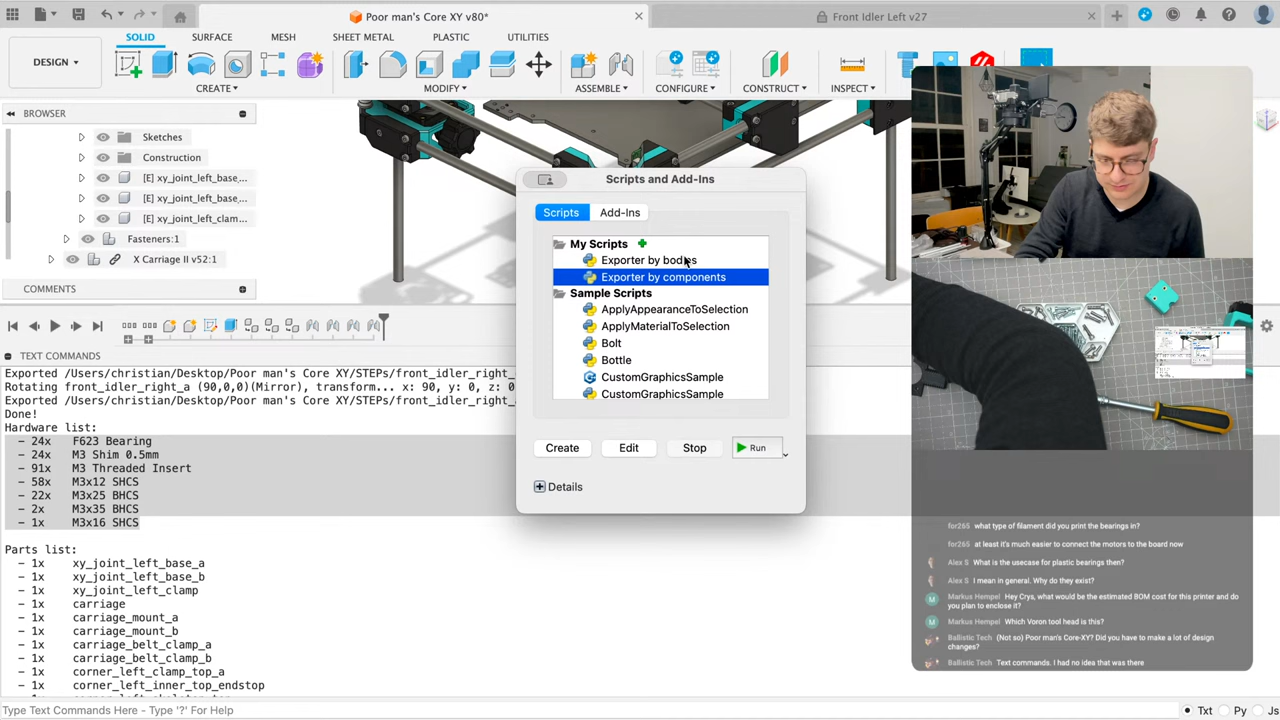 Poor man's Core XY v80*
Front Idler Left v27
SOLID
SURFACE
MESH
SHEET METAL
PLASTIC
UTILITIES
DESIGN
CREATE
MODIFY
ASSEMBLE
CONFIGURE
CONSTRUCT
INSPECT
BROWSER
Sketches
Construction
[E] xy_joint_left_base_...
[E] xy_joint_left_base_...
[E] xy_joint_left_clam...
Fasteners:1
X Carriage II v52:1
COMMENTS
Scripts and Add-Ins
Scripts
Add-Ins
My Scripts
Exporter by bodies
Exporter by components
Sample Scripts
ApplyAppearanceToSelection
ApplyMaterialToSelection
Bolt
Bottle
CustomGraphicsSample
CustomGraphicsSample
Create
Edit
Stop
Run
Details
TEXT COMMANDS
Exported /Users/christian/Desktop/Poor man's Core XY/STEPs/front_idler_right_
Rotating front_idler_right_a (90,0,0)(Mirror), transform... x: 90, y: 0, z: 0
Exported /Users/christian/Desktop/Poor man's Core XY/STEPs/front_idler_right_a
Done!
Hardware list:
- 24x F623 Bearing
- 24x M3 Shim 0.5mm
- 91x M3 Threaded Insert
- 58x M3x12 SHCS
- 22x M3x25 BHCS
- 2x M3x35 BHCS
- 1x M3x16 SHCS
Parts list:
- 1x xy_joint_left_base_a
- 1x xy_joint_left_base_b
- 1x xy_joint_left_clamp
- 1x carriage
- 1x carriage_mount_a
- 1x carriage_mount_b
- 1x carriage_belt_clamp_a
- 1x carriage_belt_clamp_b
- 1x corner_left_clamp_top_a
- 1x corner_left_inner_top_endstop
Type Text Commands Here - Type '?' For Help
Txt
Py
Js
for265 what type of filament did you print the bearings in?
for265 at least it's much easier to connect the motors to the board now
Alex S What is the usecase for plastic bearings then?
Alex S I mean in general. Why do they exist?
M
Markus Hempel Hey Crys, what would be the estimated BOM cost for this printer and do
you plan to enclose it?
M
Markus Hempel Which Voron tool head is this?
Ballistic Tech (Not so) Poor man's Core-XY? Did you have to make a lot of design
changes?
Ballistic Tech Text commands. I had no idea that was there